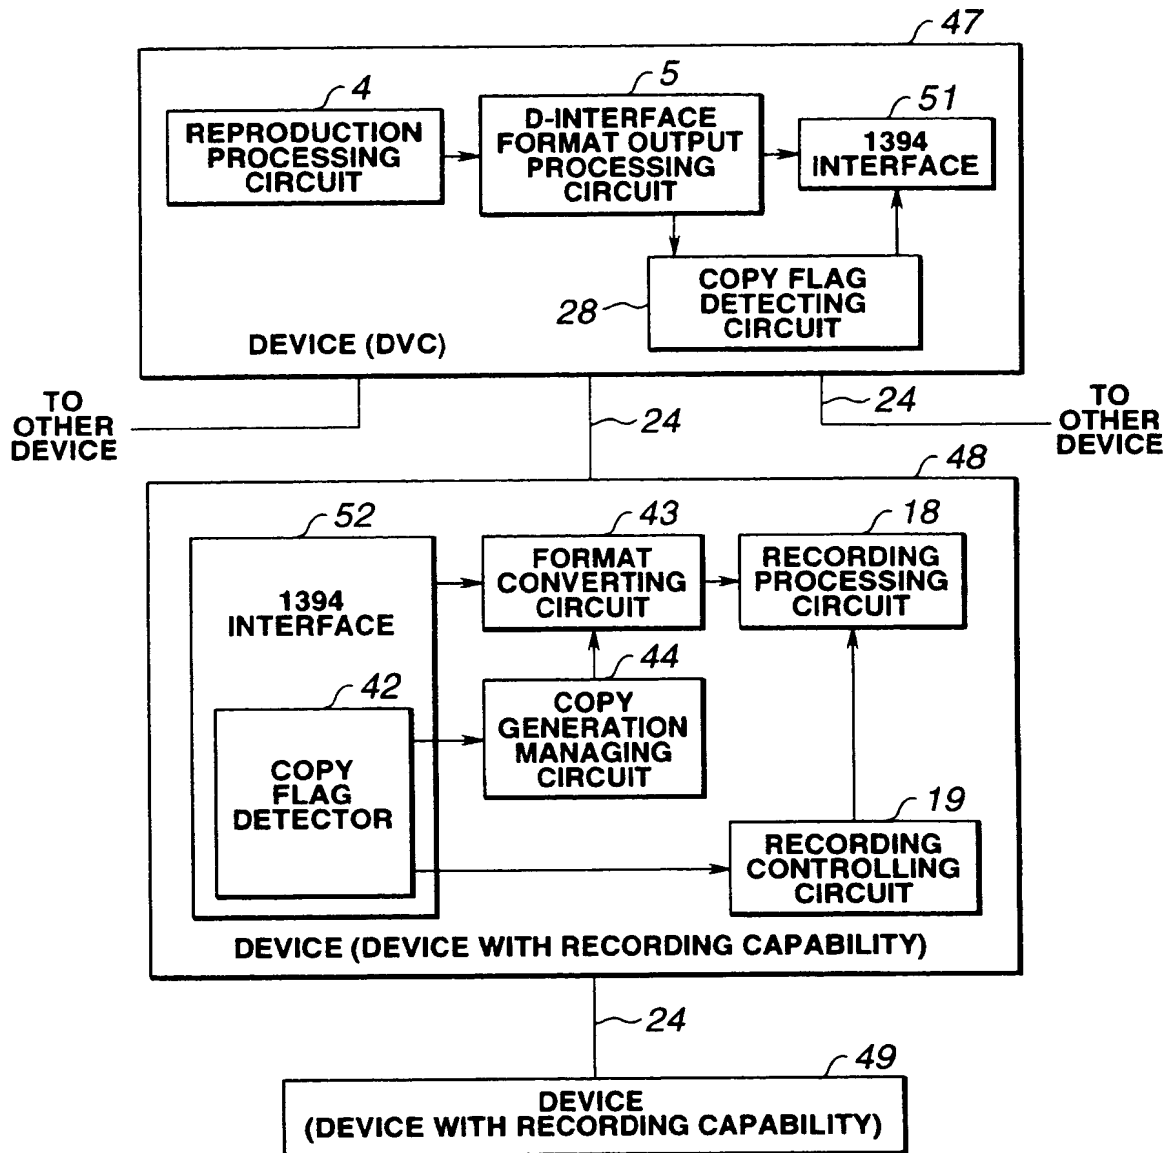 47
4
REPRODUCTION
PROCESSING
CIRCUIT
5
D-INTERFACE
FORMAT OUTPUT
PROCESSING
CIRCUIT
51
1394
INTERFACE
28
COPY FLAG
DETECTING
CIRCUIT
DEVICE (DVC)
TO
OTHER
DEVICE
24
24
TO
OTHER
DEVICE
48
52
1394
INTERFACE
43
FORMAT
CONVERTING
CIRCUIT
18
RECORDING
PROCESSING
CIRCUIT
42
COPY
FLAG
DETECTOR
44
COPY
GENERATION
MANAGING
CIRCUIT
19
RECORDING
CONTROLLING
CIRCUIT
DEVICE (DEVICE WITH RECORDING CAPABILITY)
24
49
DEVICE
(DEVICE WITH RECORDING CAPABILITY)